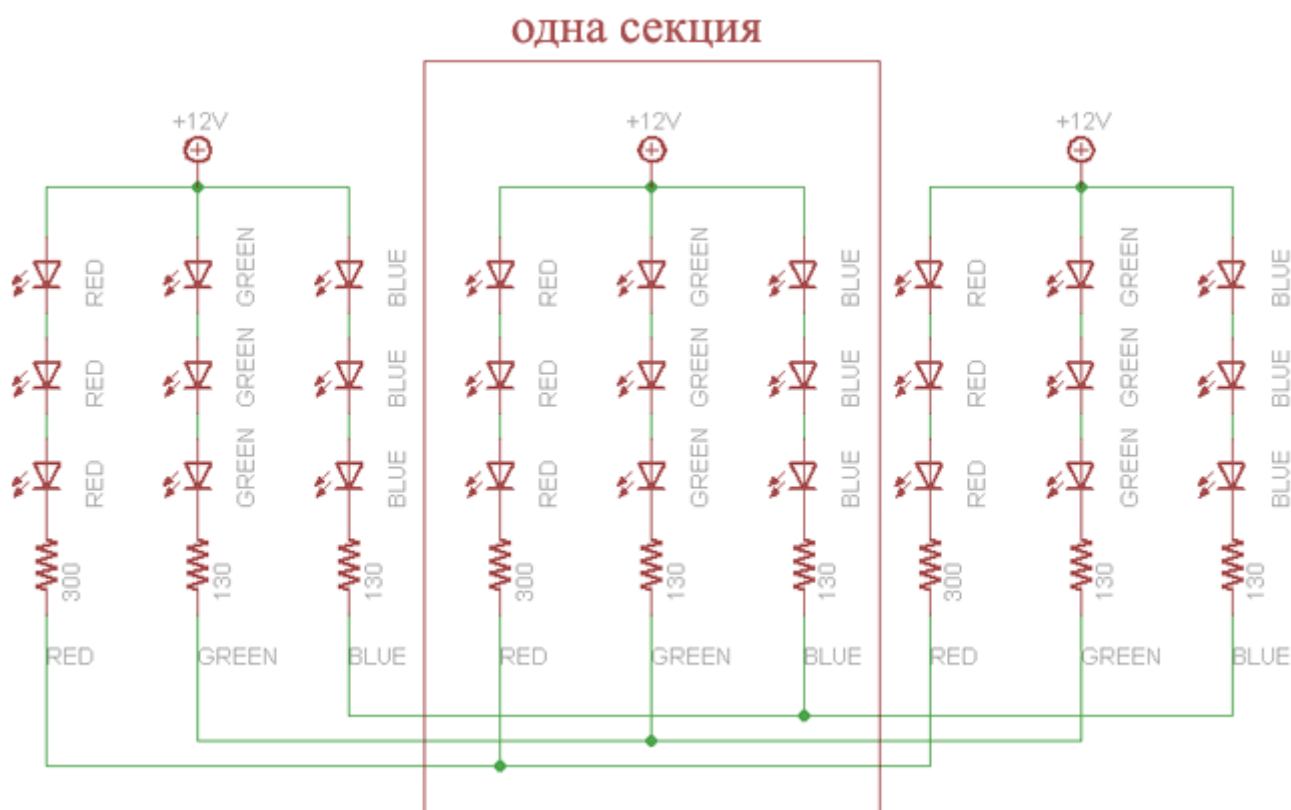 одна секция
+12V +12V +12V
RED GREEN BLUE RED GREEN BLUE RED GREEN BLUE
RED GREEN BLUE RED GREEN BLUE RED GREEN BLUE
RED GREEN BLUE RED GREEN BLUE RED GREEN BLUE
300 130 130 300 130 130 300 130 130
RED GREEN BLUE RED GREEN BLUE RED GREEN BLUE